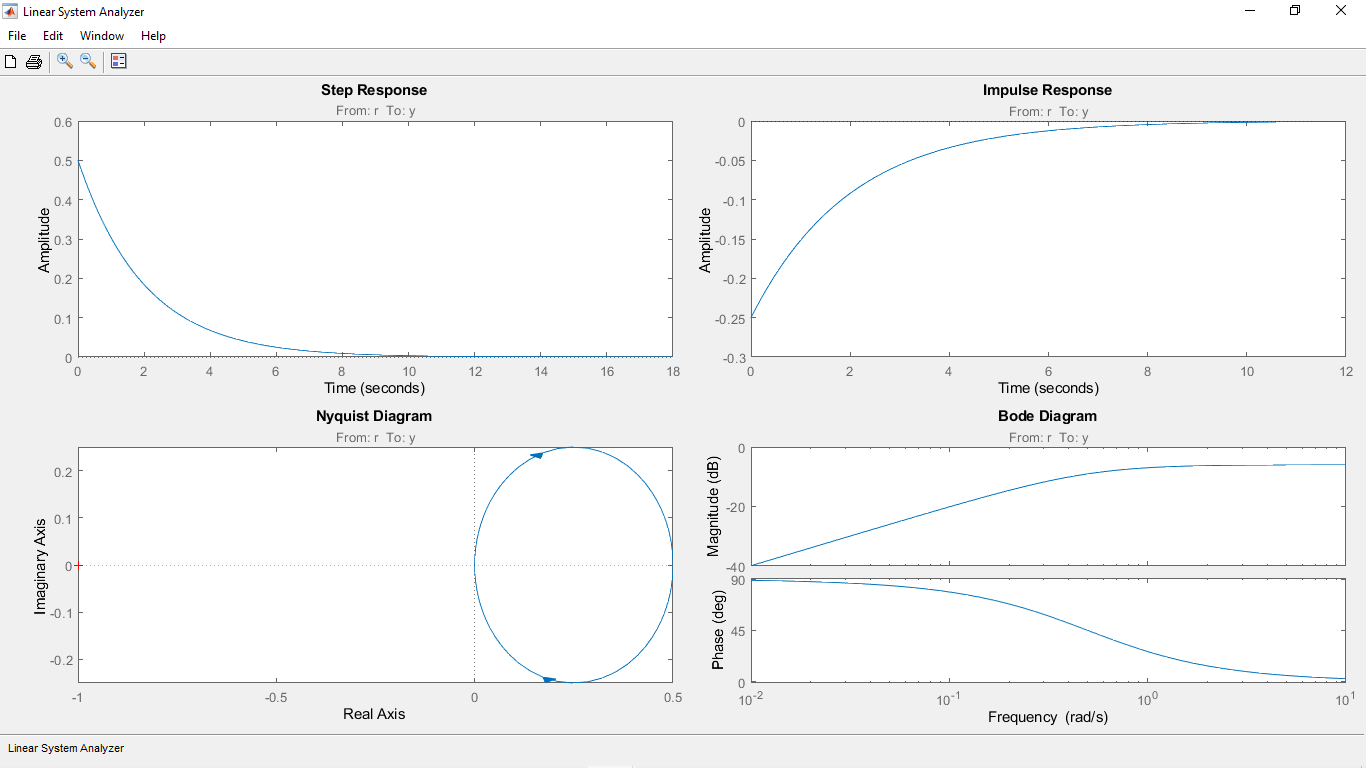 Linear System Analyzer
File Edit Window Help
Step Response
From: r To: y
0.6
0.5
0.4
0.3
0.2
0.1
0
Amplitude
0 2 4 6 8 10 12 14 16 18
Time (seconds)
Impulse Response
From: r To: y
0
-0.05
-0.1
-0.15
-0.2
-0.25
-0.3
Amplitude
0 2 4 6 8 10 12
Time (seconds)
Nyquist Diagram
From: r To: y
0.2
0.1
0
-0.1
-0.2
Imaginary Axis
-1 -0.5 0 0.5
Real Axis
Bode Diagram
From: r To: y
0
-20
-40
Magnitude (dB)
90
45
0
Phase (deg)
10^-2 10^-1 10^0 10^1
Frequency (rad/s)
Linear System Analyzer